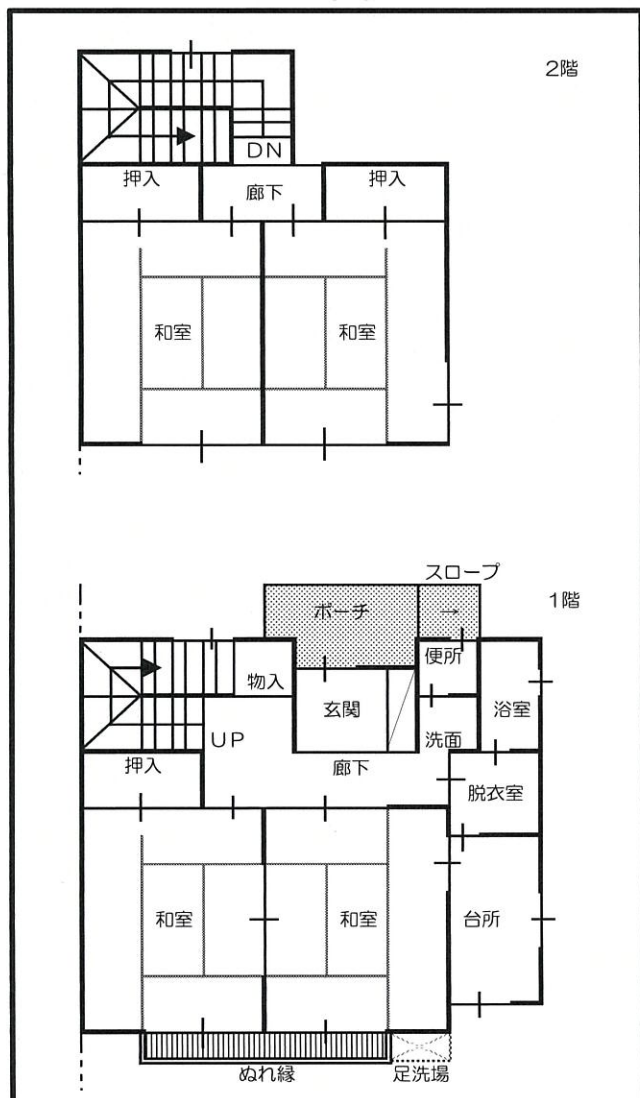 2階
DN
押入
廊下
押入
和室
和室
スロープ
1階
ポーチ
→
便所
物入
玄関
浴室
洗面
UP
押入
廊下
脱衣室
和室
和室
台所
ぬれ縁
足洗場